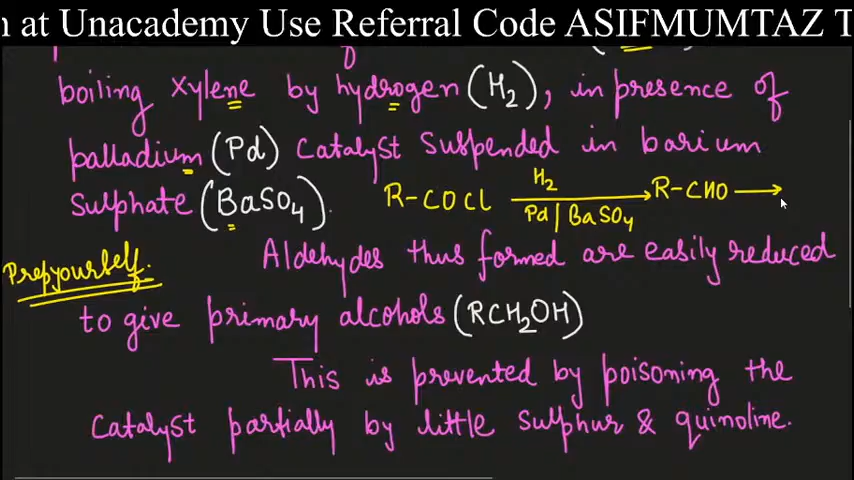 n at Unacademy Use Referral Code ASIFMUMTAZ T
boiling xylene by hydrogen (H2), in presence of
palladium (Pd) Catalyst suspended in barium
sulphate (BaSO4). R-COCl H2 Pd|BaSO4 R-CHO
Prepyourself. Aldehydes thus formed are easily reduced
to give primary alcohols (RCH2OH)
This is prevented by poisoning the
Catalyst partially by little sulphur & quinoline.